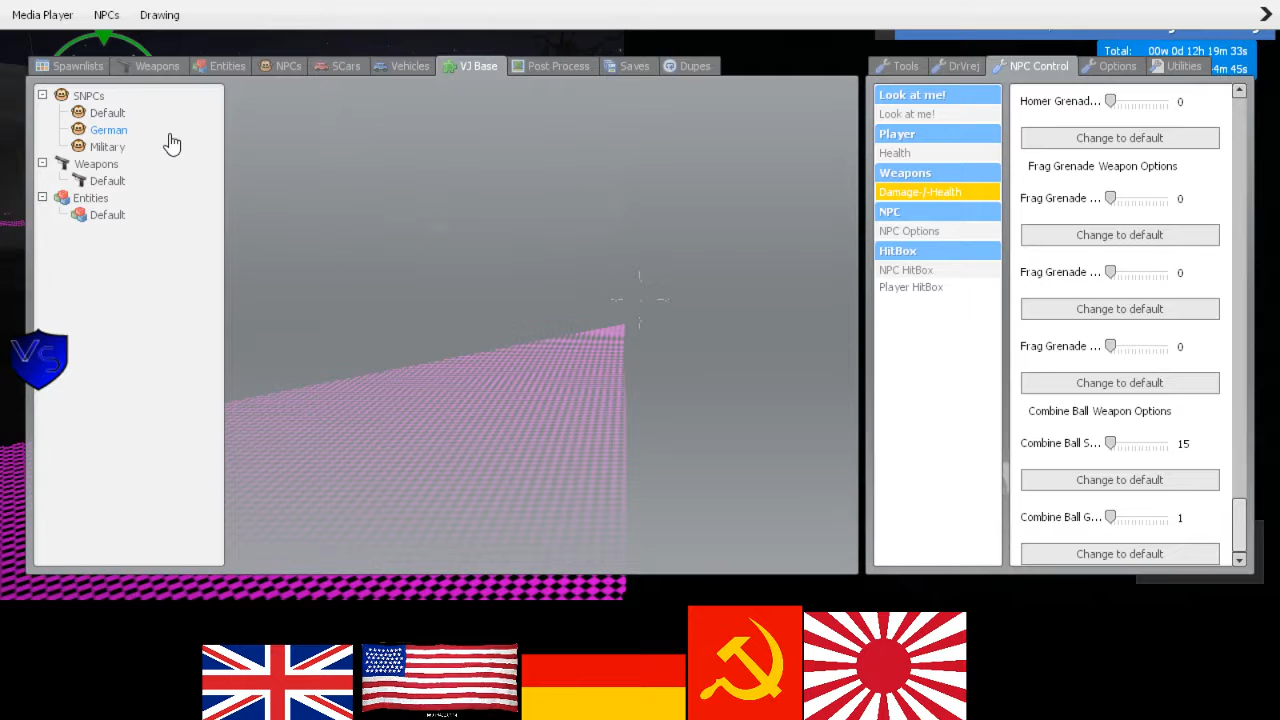 Media Player NPCs Drawing
Total: 00w 0d 12h 19m 33s
4m 45s
Spawnlists Weapons Entities NPCs SCars Vehicles VJ Base Post Process Saves Dupes
Tools DrVrej NPC Control Options Utilities
SNPCs
Default
German
Military
Weapons
Default
Entities
Default
VS
Look at me!
Look at me!
Player
Health
Weapons
Damage-/-Health
NPC
NPC Options
HitBox
NPC HitBox
Player HitBox
Homer Grenad... 0
Change to default
Frag Grenade Weapon Options
Frag Grenade ... 0
Change to default
Frag Grenade ... 0
Change to default
Frag Grenade ... 0
Change to default
Combine Ball Weapon Options
Combine Ball S... 15
Change to default
Combine Ball G... 1
Change to default